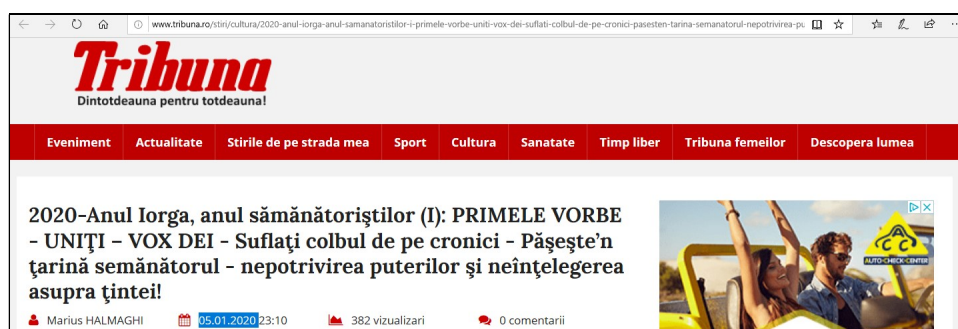 www.tribuna.ro/stiri/cultura/2020-anul-iorga-anul-samanatoristilor-i-primele-vorbe-uniti-vox-dei-suflati-colbul-de-pe-cronici-pasesten-tarina-semanatorul-nepotrivirea-pu
Tribuna
Dintotdeauna pentru totdeauna!
Eveniment Actualitate Stirile de pe strada mea Sport Cultura Sanatate Timp liber Tribuna femeilor Descopera lumea
2020-Anul Iorga, anul sămănătoriştilor (I): PRIMELE VORBE
- UNIŢI – VOX DEI - Suflaţi colbul de pe cronici - Păşeşte’n
ţarină semănătorul - nepotrivirea puterilor şi neînţelegerea
asupra ţintei!
Marius HALMAGHI 05.01.2020 23:10 382 vizualizari 0 comentarii
ACC
AUTO-CHECK-CENTER